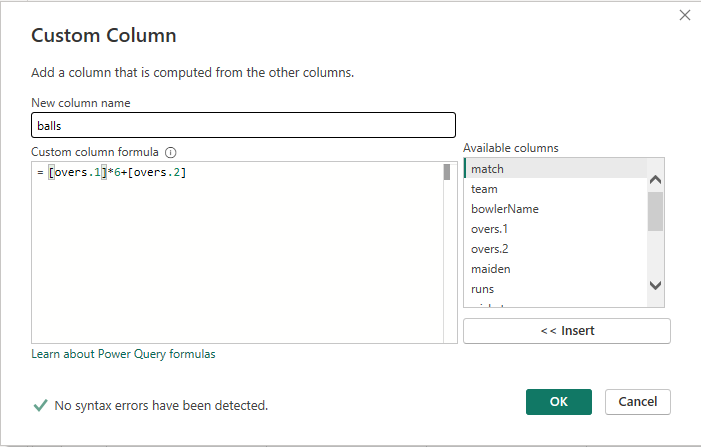 Custom Column
Add a column that is computed from the other columns.
New column name
balls
Custom column formula
= [overs.1]*6+[overs.2]
Available columns
match
team
bowlerName
overs.1
overs.2
maiden
runs
<< Insert
Learn about Power Query formulas
No syntax errors have been detected.
OK
Cancel